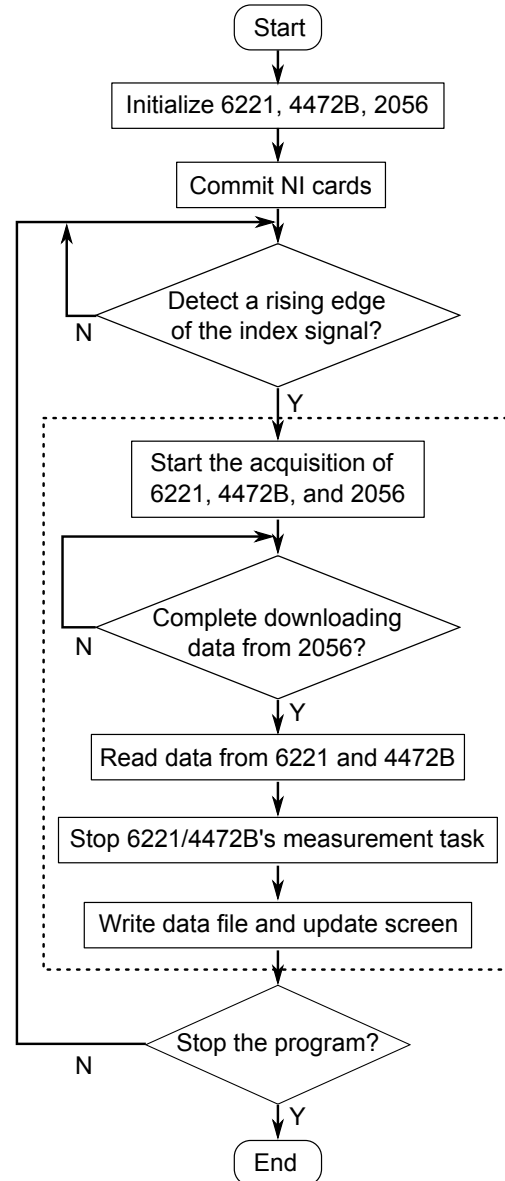 Start
Initialize 6221, 4472B, 2056
Commit NI cards
Detect a rising edge
of the index signal?
N
Y
Start the acquisition of
6221, 4472B, and 2056
Complete downloading
data from 2056?
N
Y
Read data from 6221 and 4472B
Stop 6221/4472B's measurement task
Write data file and update screen
Stop the program?
N
Y
End